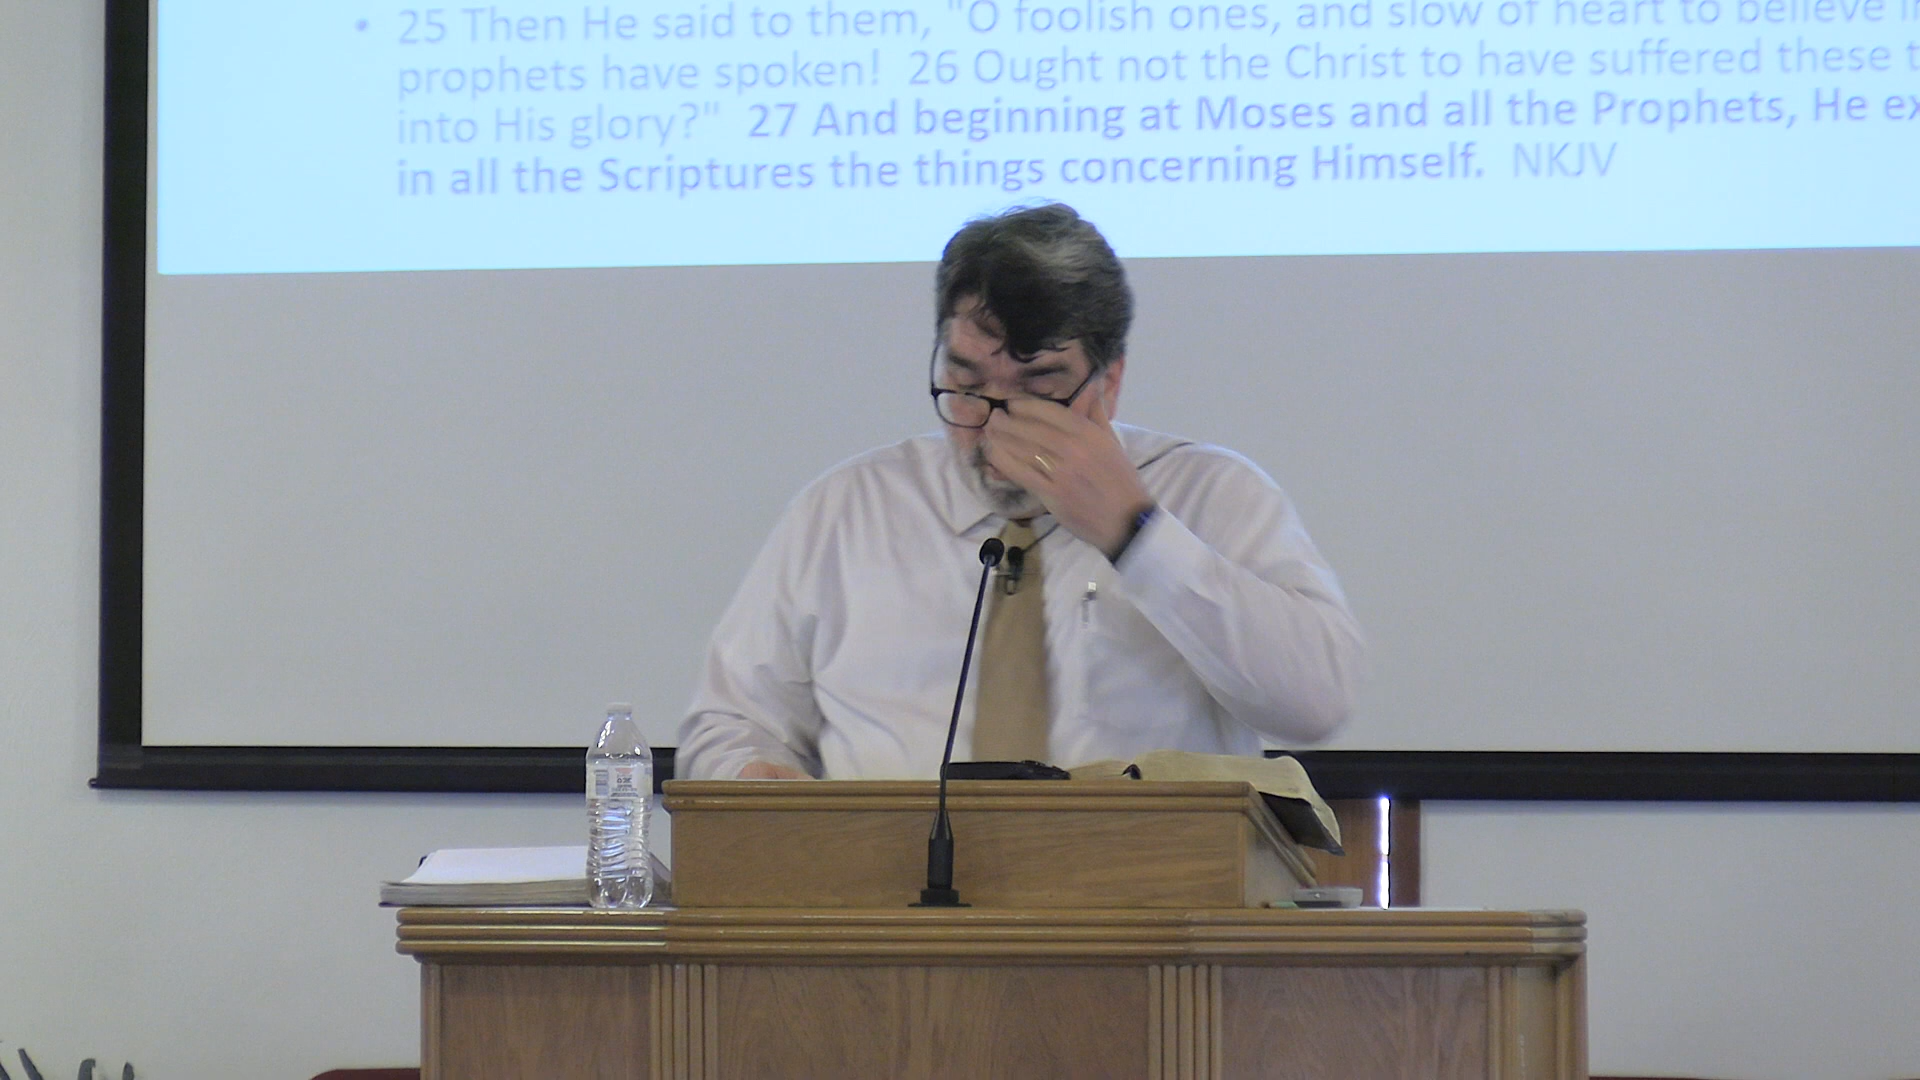 • 25 Then He said to them, "O foolish ones, and slow of heart to believe
prophets have spoken! 26 Ought not the Christ to have suffered these
into His glory?" 27 And beginning at Moses and all the Prophets, He
in all the Scriptures the things concerning Himself. NKJV